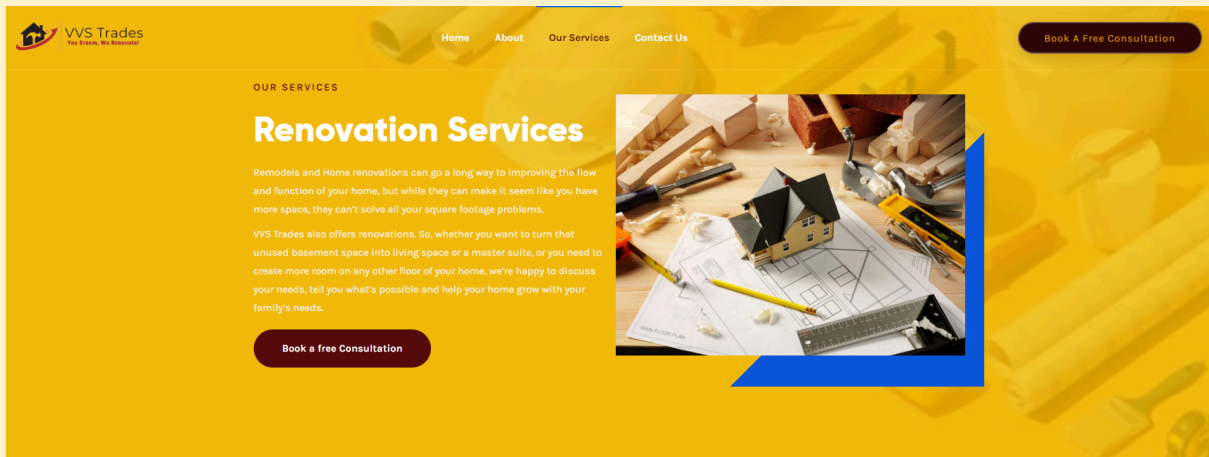 VVS Trades
You Dream, We Renovate!
Home
About
Our Services
Contact Us
Book A Free Consultation
OUR SERVICES
Renovation Services
Remodels and Home renovations can go a long way to improving the flow
and function of your home, but while they can make it seem like you have
more space, they can't solve all your square footage problems.
VVS Trades also offers renovations. So, whether you want to turn that
unused basement space into living space or a master suite, or you need to
create more room on any other floor of your home, we're happy to discuss
your needs, tell you what's possible and help your home grow with your
family's needs.
Book a free Consultation
MAIN FLOOR PLAN